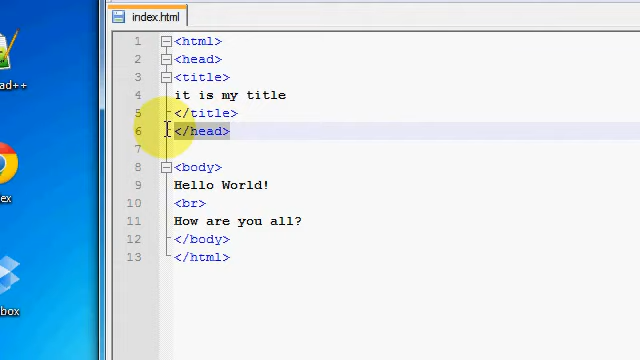 index.html
1 <html>
2 <head>
3 <title>
4 it is my title
5 </title>
6 </head>
7
8 <body>
9 Hello World!
10 <br>
11 How are you all?
12 </body>
13 </html>
ad++
ex
box